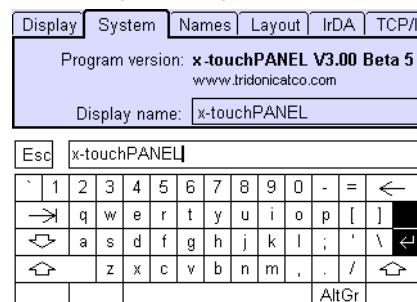 Display System Names Layout IrDA TCP/I
Program version: x-touchPANEL V3.00 Beta 5
www.tridonicatco.com
Display name: x-touchPANEL
Esc x-touchPANEL
` 1 2 3 4 5 6 7 8 9 0 - =
q w e r t y u i o p [ ]
a s d f g h j k l ; ' \
z x c v b n m , . /
AltGr